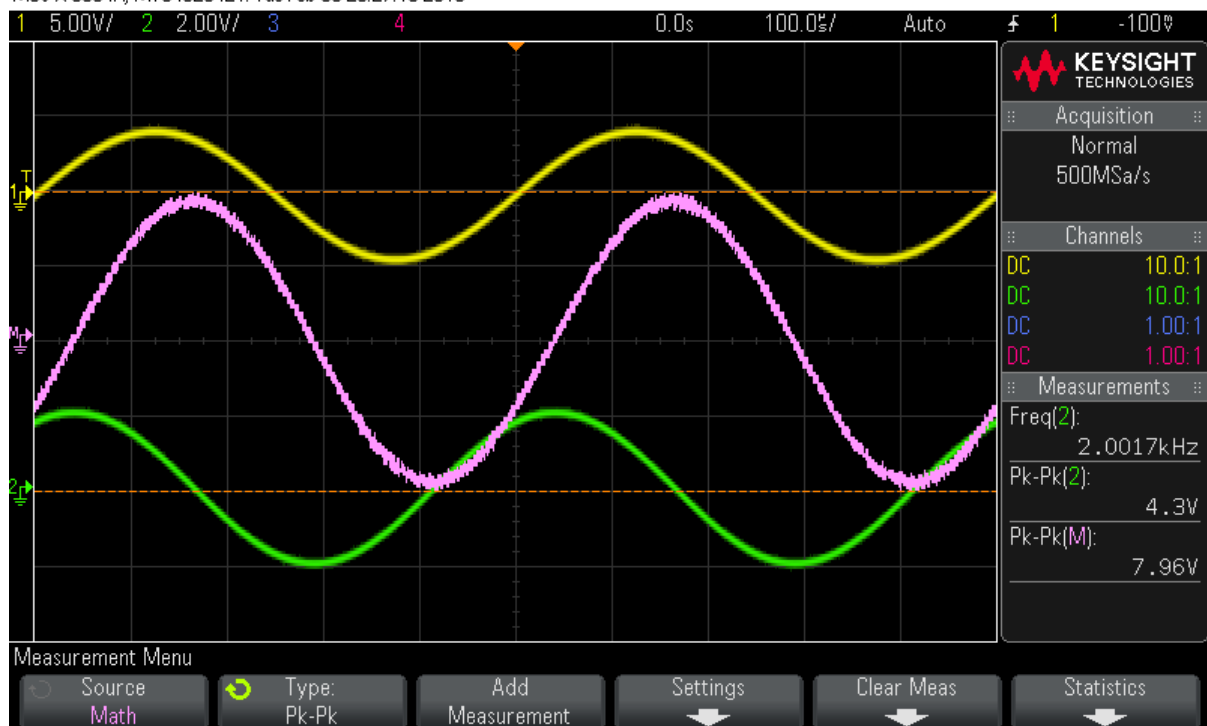 1 5.00V/ 2 2.00V/ 3 4 0.0s 100.0µs/ Auto 1 -100mV
KEYSIGHT
TECHNOLOGIES
Acquisition
Normal
500MSa/s
Channels
DC 10.0:1
DC 10.0:1
DC 1.00:1
DC 1.00:1
Measurements
Freq(2):
2.0017kHz
Pk-Pk(2):
4.3V
Pk-Pk(M):
7.96V
T
1
M
2
Measurement Menu
Source
Math
Type:
Pk-Pk
Add
Measurement
Settings
Clear Meas
Statistics